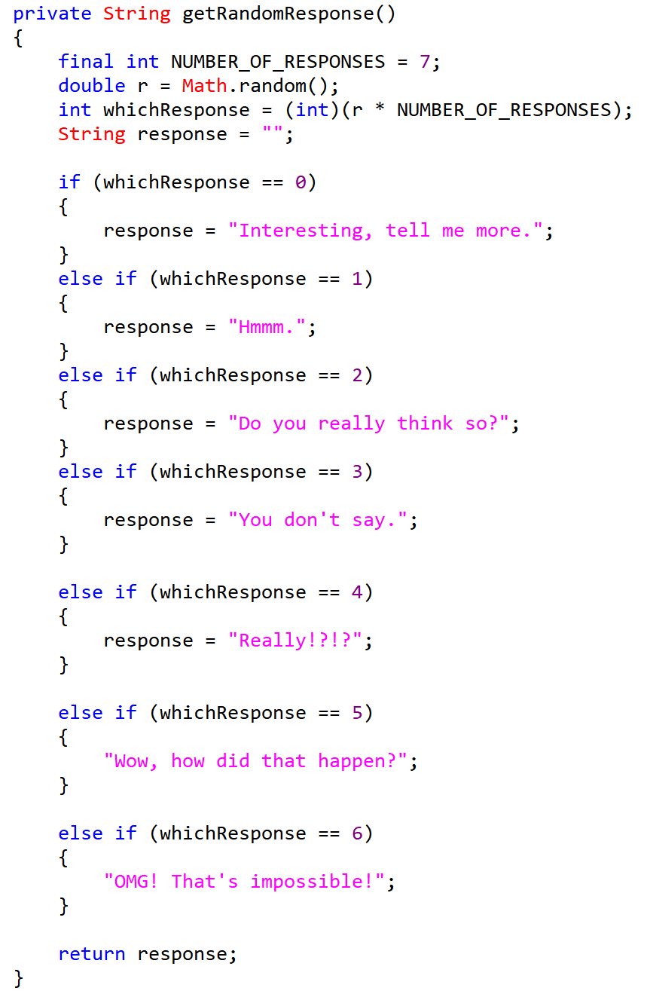 private String getRandomResponse()
{
    final int NUMBER_OF_RESPONSES = 7;
    double r = Math.random();
    int whichResponse = (int)(r * NUMBER_OF_RESPONSES);
    String response = "";

    if (whichResponse == 0)
    {
        response = "Interesting, tell me more.";
    }
    else if (whichResponse == 1)
    {
        response = "Hmmm.";
    }
    else if (whichResponse == 2)
    {
        response = "Do you really think so?";
    }
    else if (whichResponse == 3)
    {
        response = "You don't say.";
    }

    else if (whichResponse == 4)
    {
        response = "Really!?!?";
    }

    else if (whichResponse == 5)
    {
        "Wow, how did that happen?";
    }

    else if (whichResponse == 6)
    {
        "OMG! That's impossible!";
    }

    return response;
}